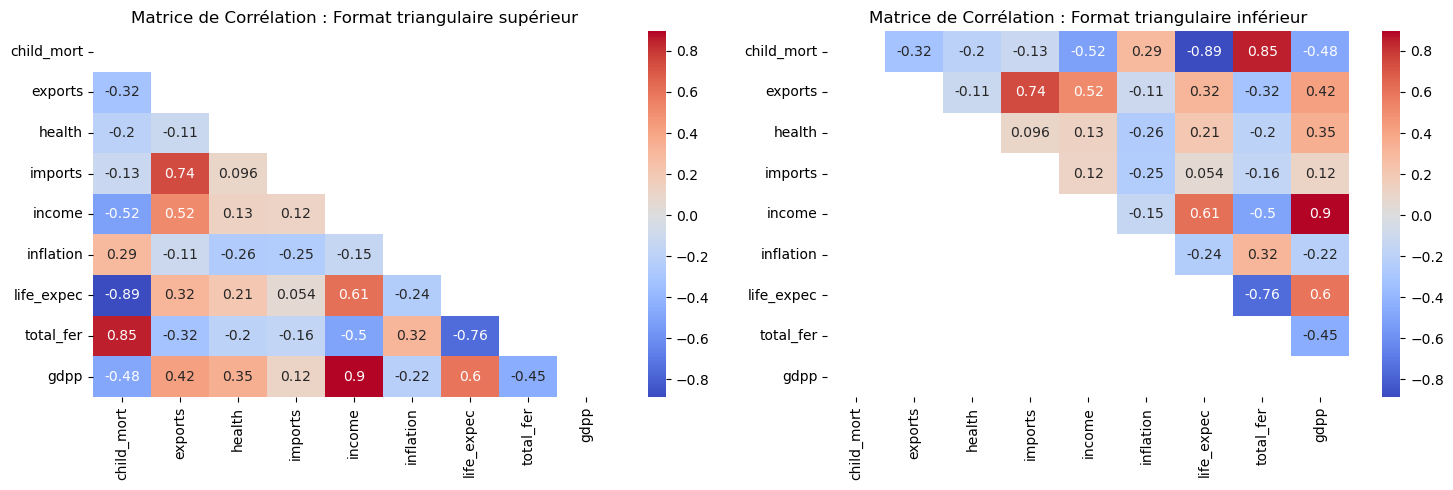 Matrice de Corrélation : Format triangulaire supérieur
child_mort
exports -0.32
health -0.2 -0.11
imports -0.13 0.74 0.096
income -0.52 0.52 0.13 0.12
inflation 0.29 -0.11 -0.26 -0.25 -0.15
life_expec -0.89 0.32 0.21 0.054 0.61 -0.24
total_fer 0.85 -0.32 -0.2 -0.16 -0.5 0.32 -0.76
gdpp -0.48 0.42 0.35 0.12 0.9 -0.22 0.6 -0.45
child_mort exports health imports income inflation life_expec total_fer gdpp
0.8
0.6
0.4
0.2
0.0
−0.2
−0.4
−0.6
−0.8
Matrice de Corrélation : Format triangulaire inférieur
child_mort -0.32 -0.2 -0.13 -0.52 0.29 -0.89 0.85 -0.48
exports -0.11 0.74 0.52 -0.11 0.32 -0.32 0.42
health 0.096 0.13 -0.26 0.21 -0.2 0.35
imports 0.12 -0.25 0.054 -0.16 0.12
income -0.15 0.61 -0.5 0.9
inflation -0.24 0.32 -0.22
life_expec -0.76 0.6
total_fer -0.45
gdpp
child_mort exports health imports income inflation life_expec total_fer gdpp
0.8
0.6
0.4
0.2
0.0
−0.2
−0.4
−0.6
−0.8